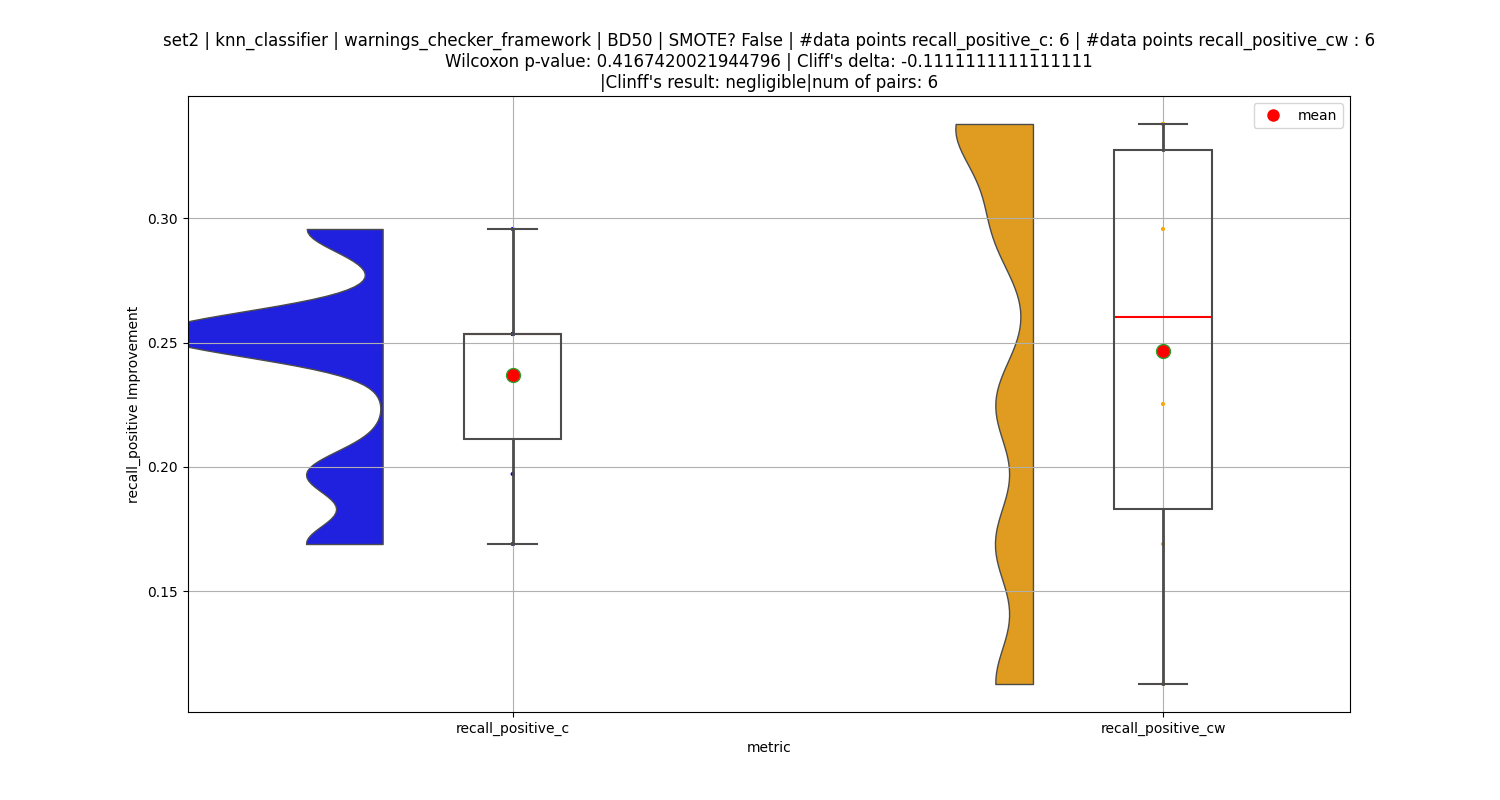 set2 | knn_classifier | warnings_checker_framework | BD50 | SMOTE? False | #data points recall_positive_c: 6 | #data points recall_positive_cw : 6
Wilcoxon p-value: 0.4167420021944796 | Cliff's delta: -0.1111111111111111
|Clinff's result: negligible|num of pairs: 6
mean
0.30
0.25
0.20
0.15
recall_positive Improvement
recall_positive_c
recall_positive_cw
metric